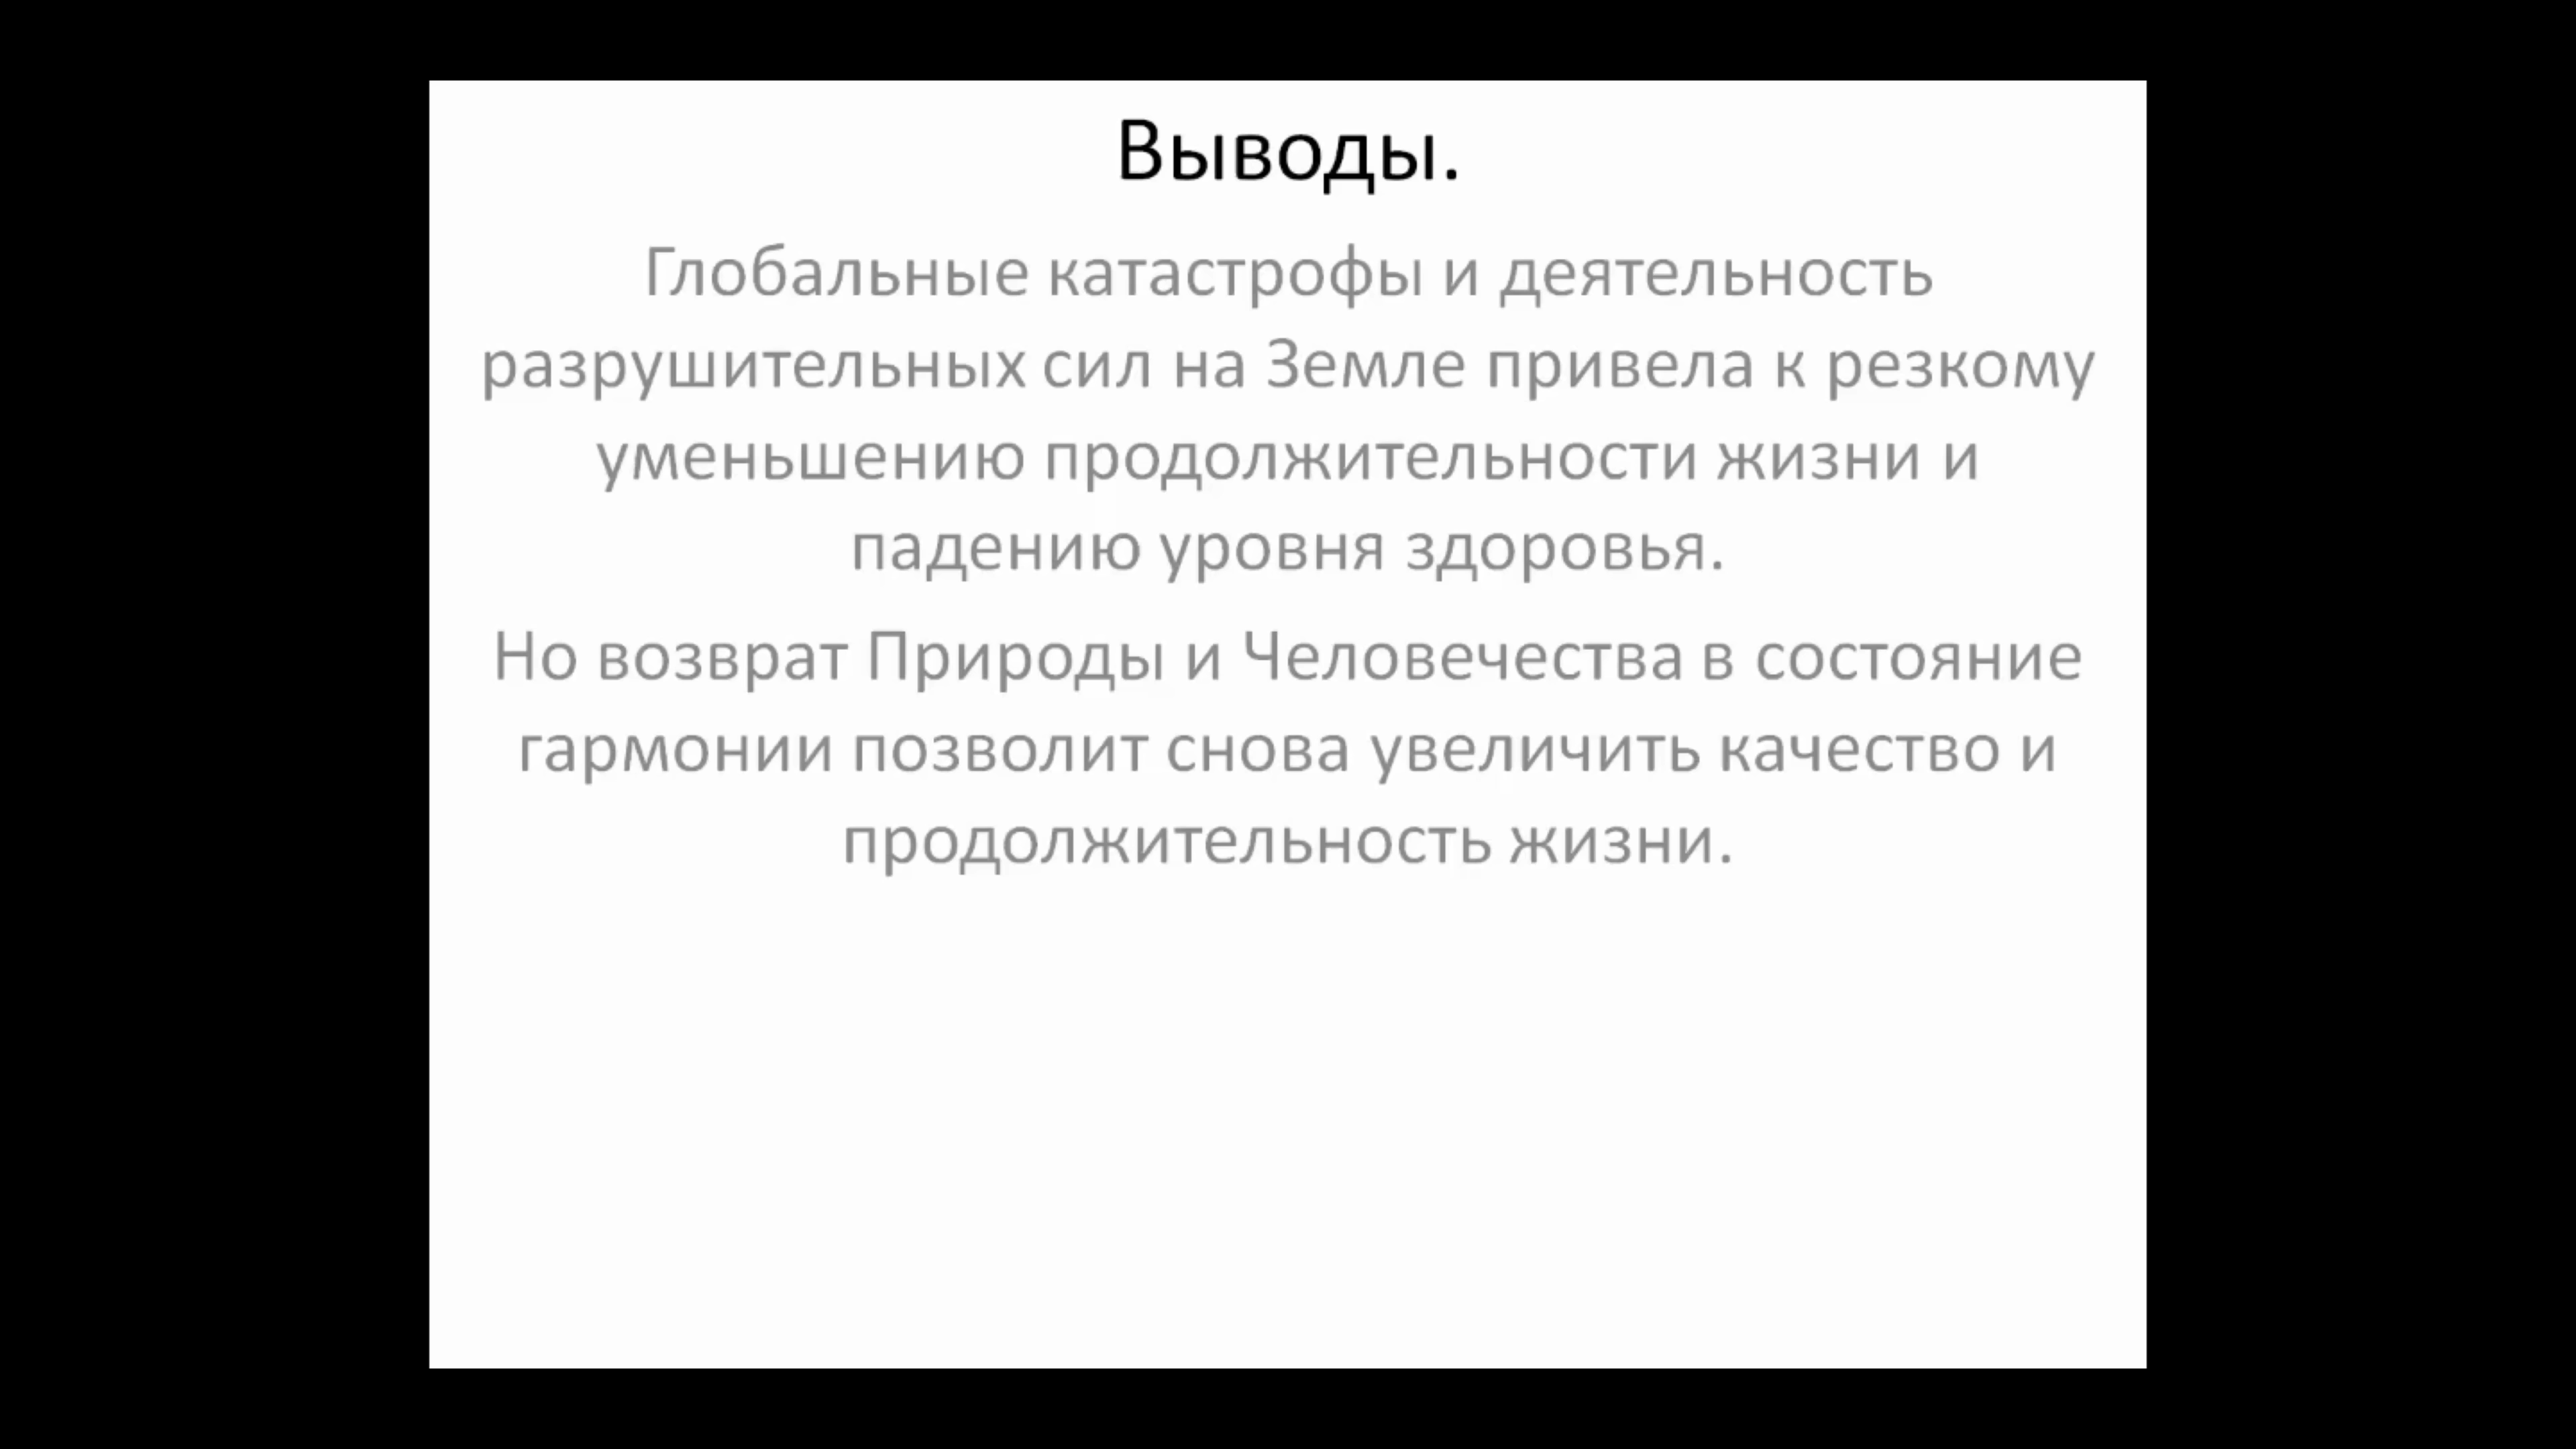 Выводы.
Глобальные катастрофы и деятельность
разрушительных сил на Земле привела к резкому
уменьшению продолжительности жизни и
падению уровня здоровья.
Но возврат Природы и Человечества в состояние
гармонии позволит снова увеличить качество и
продолжительность жизни.